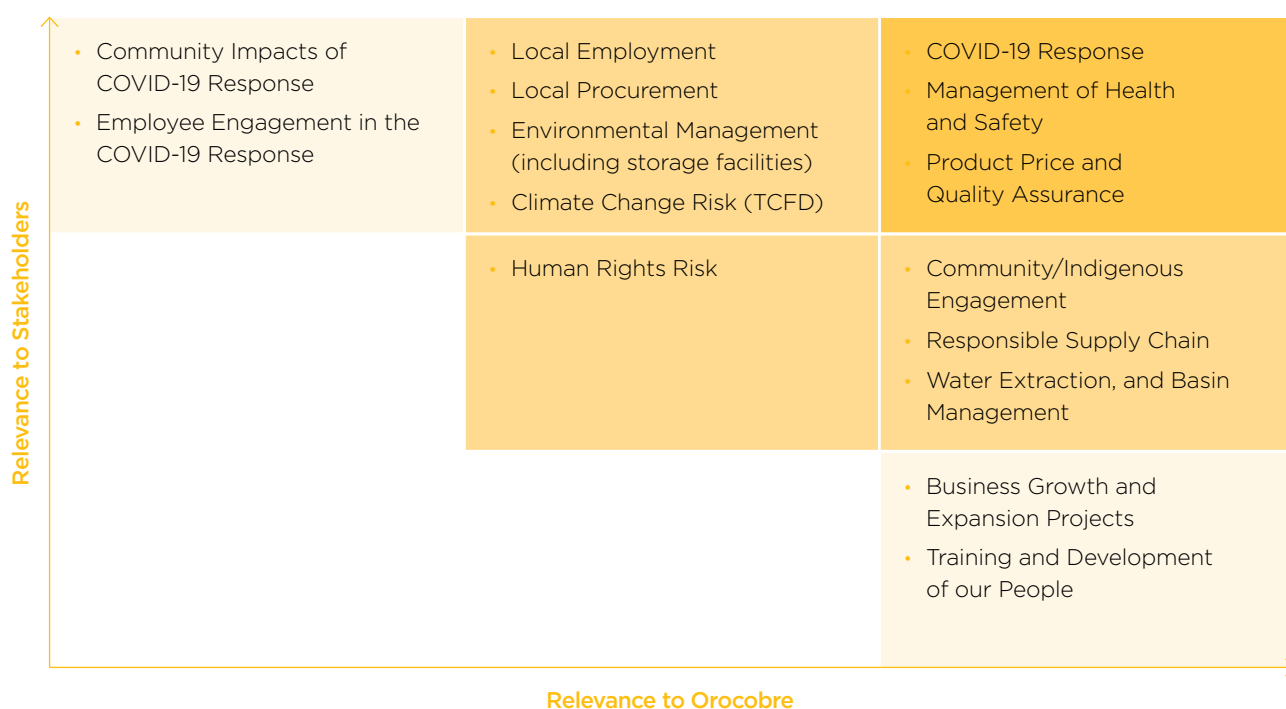 Relevance to Stakeholders
• Community Impacts of
COVID-19 Response
• Employee Engagement in the
COVID-19 Response
• Local Employment
• Local Procurement
• Environmental Management
(including storage facilities)
• Climate Change Risk (TCFD)
• COVID-19 Response
• Management of Health
and Safety
• Product Price and
Quality Assurance
• Human Rights Risk
• Community/Indigenous
Engagement
• Responsible Supply Chain
• Water Extraction, and Basin
Management
• Business Growth and
Expansion Projects
• Training and Development
of our People
Relevance to Orocobre